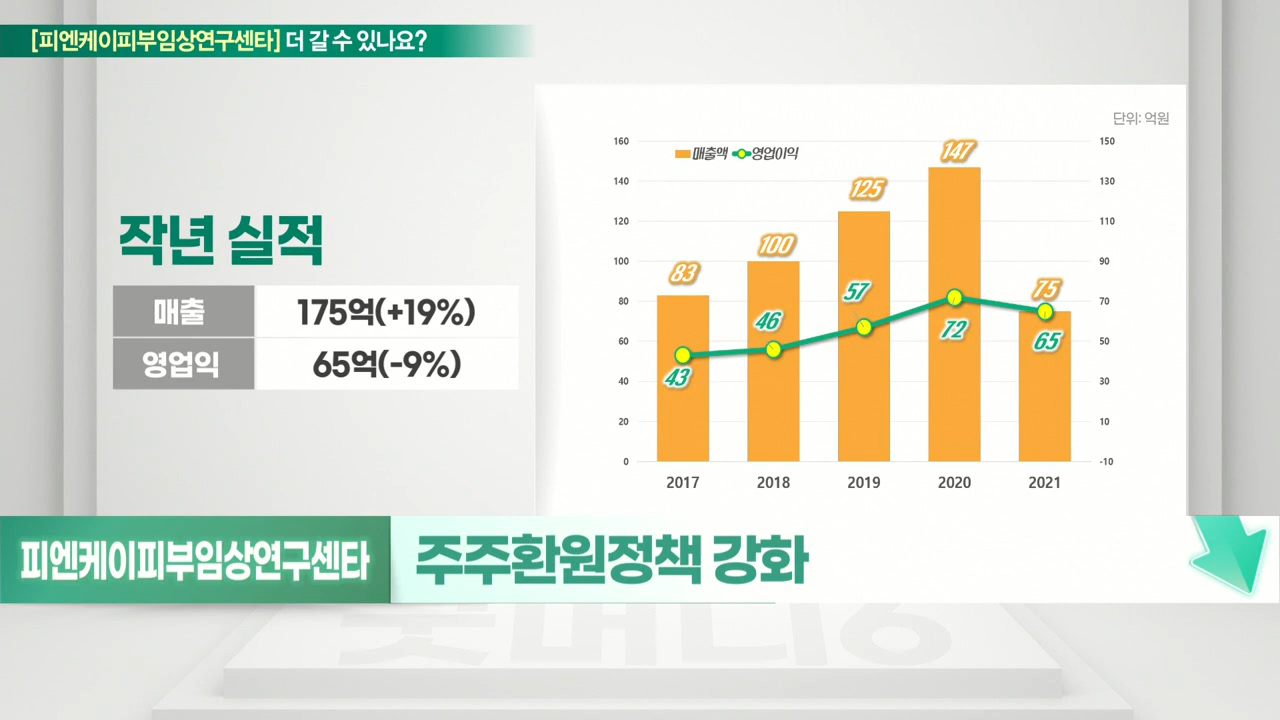 [피엔케이피부임상연구센타] 더 갈 수 있나요?
단위: 억원
작년 실적
매출 175억(+19%)
영업익 65억(-9%)
매출액 영업이익
160 150
140 130
120 110
100 90
80 70
60 50
40 30
20 10
0 -10
83 100 125 147 75
43 46 57 72 65
2017 2018 2019 2020 2021
피엔케이피부임상연구센타 주주환원정책 강화